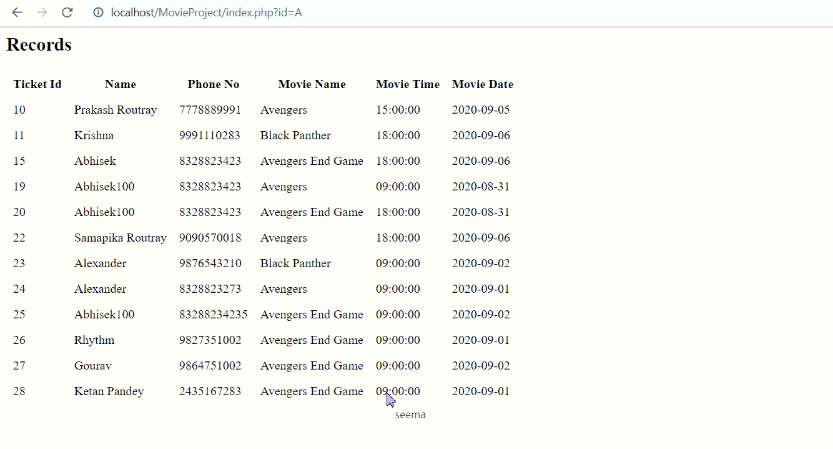 localhost/MovieProject/index.php?id=A
Records
Ticket Id Name Phone No Movie Name Movie Time Movie Date
10 Prakash Routray 7778889991 Avengers 15:00:00 2020-09-05
11 Krishna 9991110283 Black Panther 18:00:00 2020-09-06
15 Abhisek 8328823423 Avengers End Game 18:00:00 2020-09-06
19 Abhisek100 8328823423 Avengers 09:00:00 2020-08-31
20 Abhisek100 8328823423 Avengers End Game 18:00:00 2020-08-31
22 Samapika Routray 9090570018 Avengers 18:00:00 2020-09-06
23 Alexander 9876543210 Black Panther 09:00:00 2020-09-02
24 Alexander 8328823273 Avengers 09:00:00 2020-09-01
25 Abhisek100 83288234235 Avengers End Game 09:00:00 2020-09-02
26 Rhythm 9827351002 Avengers End Game 09:00:00 2020-09-01
27 Gourav 9864751002 Avengers End Game 09:00:00 2020-09-02
28 Ketan Pandey 2435167283 Avengers End Game 09:00:00 2020-09-01
seema